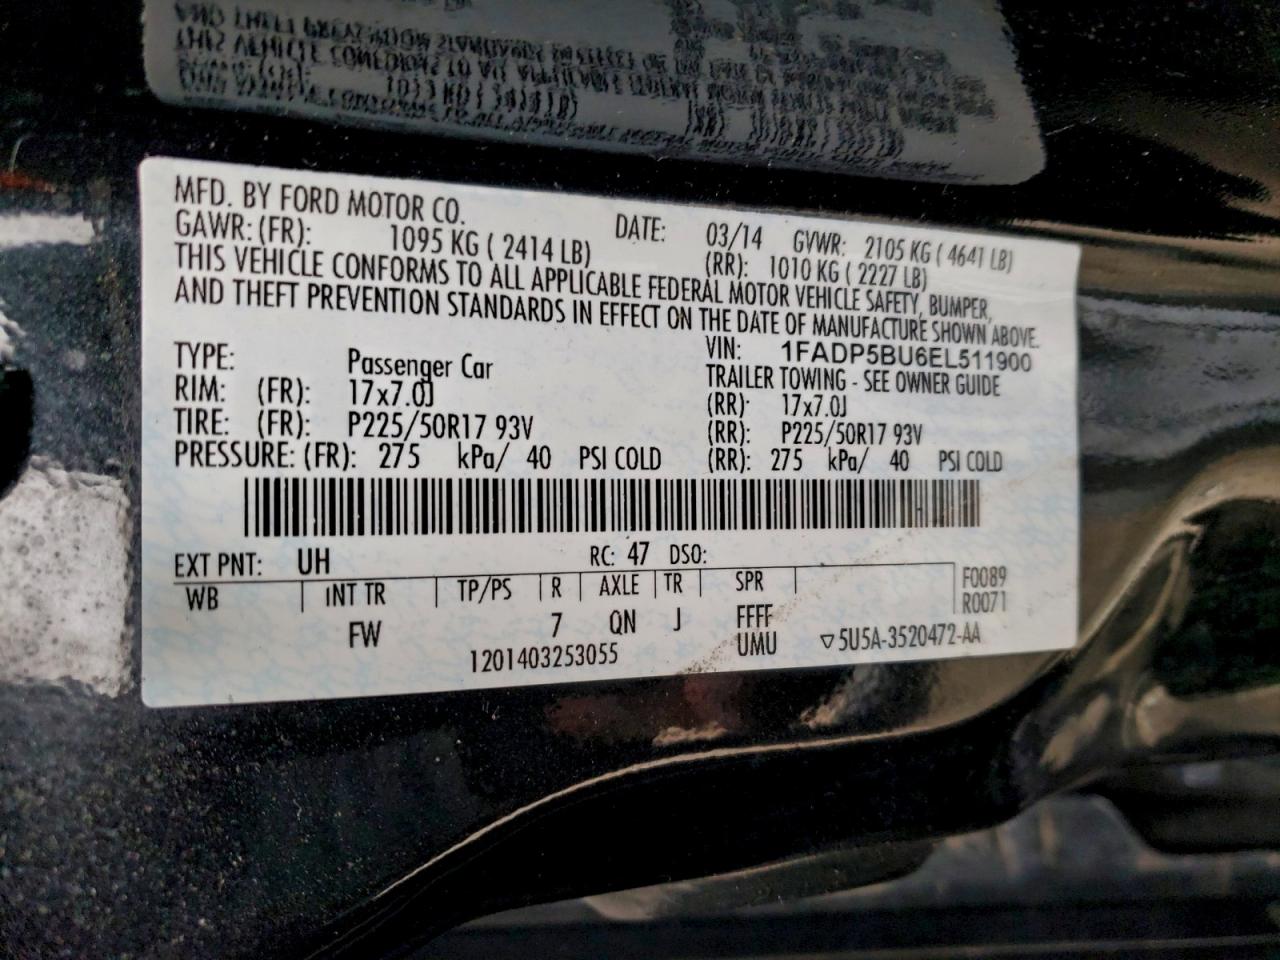 MFD. BY FORD MOTOR CO.
DATE: 03/14 GVWR: 2105 KG ( 4641 LB)
GAWR: (FR): 1095 KG ( 2414 LB) (RR): 1010 KG ( 2227 LB)
THIS VEHICLE CONFORMS TO ALL APPLICABLE FEDERAL MOTOR VEHICLE SAFETY, BUMPER,
AND THEFT PREVENTION STANDARDS IN EFFECT ON THE DATE OF MANUFACTURE SHOWN ABOVE.
VIN: 1FADP5BU6EL511900
TYPE: Passenger Car TRAILER TOWING - SEE OWNER GUIDE
RIM: (FR): 17x7.0J (RR): 17x7.0J
TIRE: (FR): P225/50R17 93V (RR): P225/50R17 93V
PRESSURE: (FR): 275 kPa/ 40 PSI COLD (RR): 275 kPa/ 40 PSI COLD
EXT PNT: UH RC: 47 DSO:
WB INT TR TP/PS R AXLE TR SPR F0089
R0071
FW 7 QN J FFFF
1201403253055 UMU ▽5U5A-3520472-AA